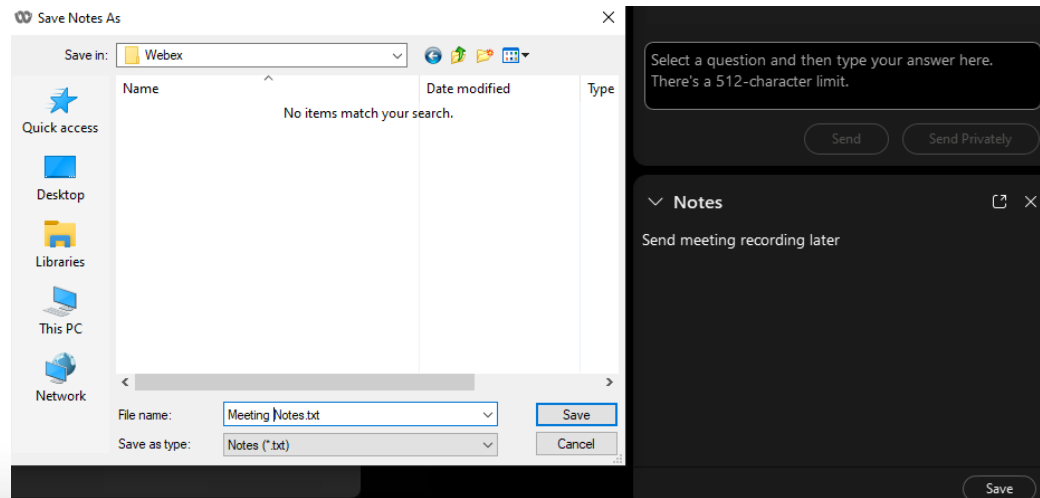 Save Notes As
Save in:
Webex
Name
Date modified
Type
No items match your search.
Quick access
Desktop
Libraries
This PC
Network
File name:
Meeting Notes.txt
Save
Save as type:
Notes (*.txt)
Cancel
Select a question and then type your answer here.
There's a 512-character limit.
Send
Send Privately
Notes
Send meeting recording later
Save